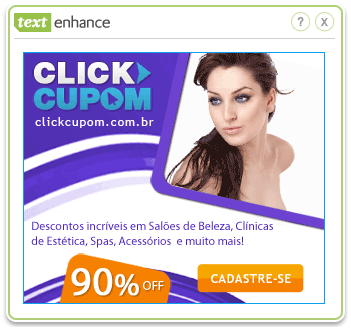 text enhance ? x
CLICK
CUPOM
clickcupom.com.br
Descontos incríveis em Salões de Beleza, Clínicas
de Estética, Spas, Acessórios e muito mais!
90% OFF
CADASTRE-SE